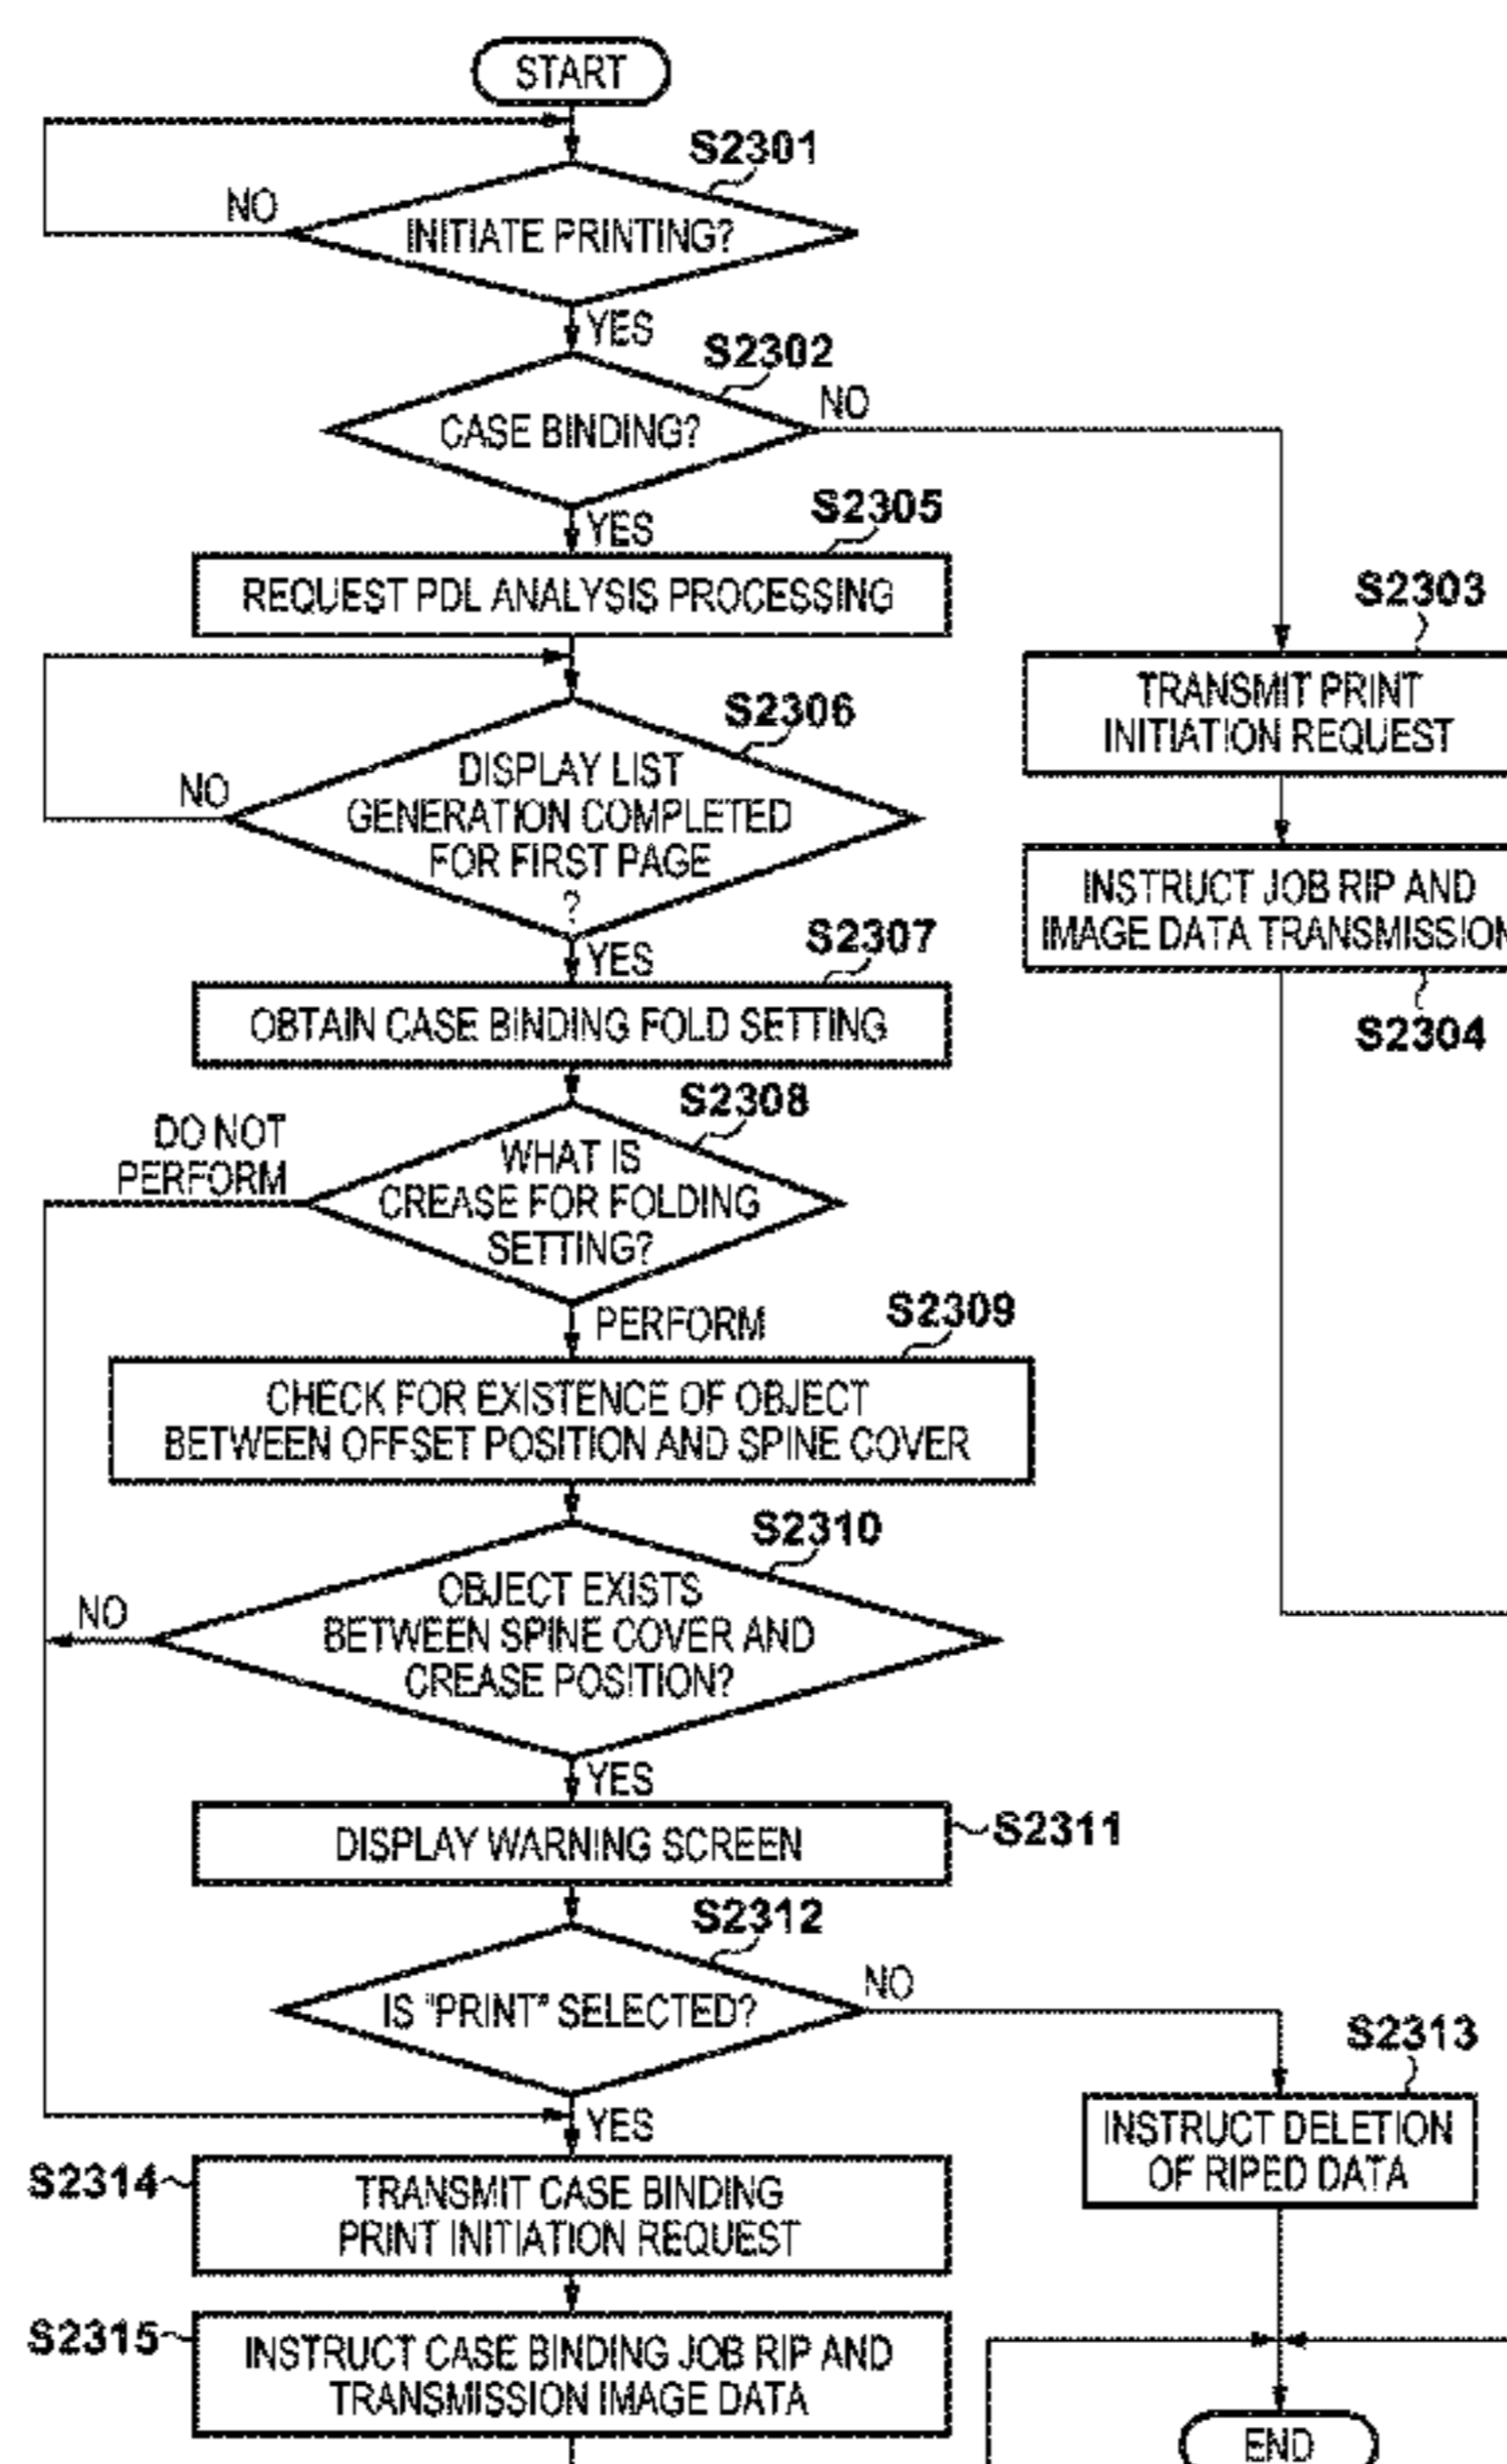 START
S2301
NO
INITIATE PRINTING?
YES
S2302
NO
CASE BINDING?
YES
S2305
REQUEST PDL ANALYSIS PROCESSING
S2303
TRANSMIT PRINT
INITIATION REQUEST
S2306
NO
DISPLAY LIST
GENERATION COMPLETED
FOR FIRST PAGE
?
YES
INSTRUCT JOB RIP AND
IMAGE DATA TRANSMISSION
S2304
S2307
OBTAIN CASE BINDING FOLD SETTING
S2308
DO NOT
PERFORM
WHAT IS
CREASE FOR FOLDING
SETTING?
PERFORM
S2309
CHECK FOR EXISTENCE OF OBJECT
BETWEEN OFFSET POSITION AND SPINE COVER
S2310
NO
OBJECT EXISTS
BETWEEN SPINE COVER AND
CREASE POSITION?
YES
DISPLAY WARNING SCREEN
S2311
S2312
NO
IS "PRINT" SELECTED?
YES
S2313
INSTRUCT DELETION
OF RIPED DATA
S2314
TRANSMIT CASE BINDING
PRINT INITIATION REQUEST
S2315
INSTRUCT CASE BINDING JOB RIP AND
TRANSMISSION IMAGE DATA
END